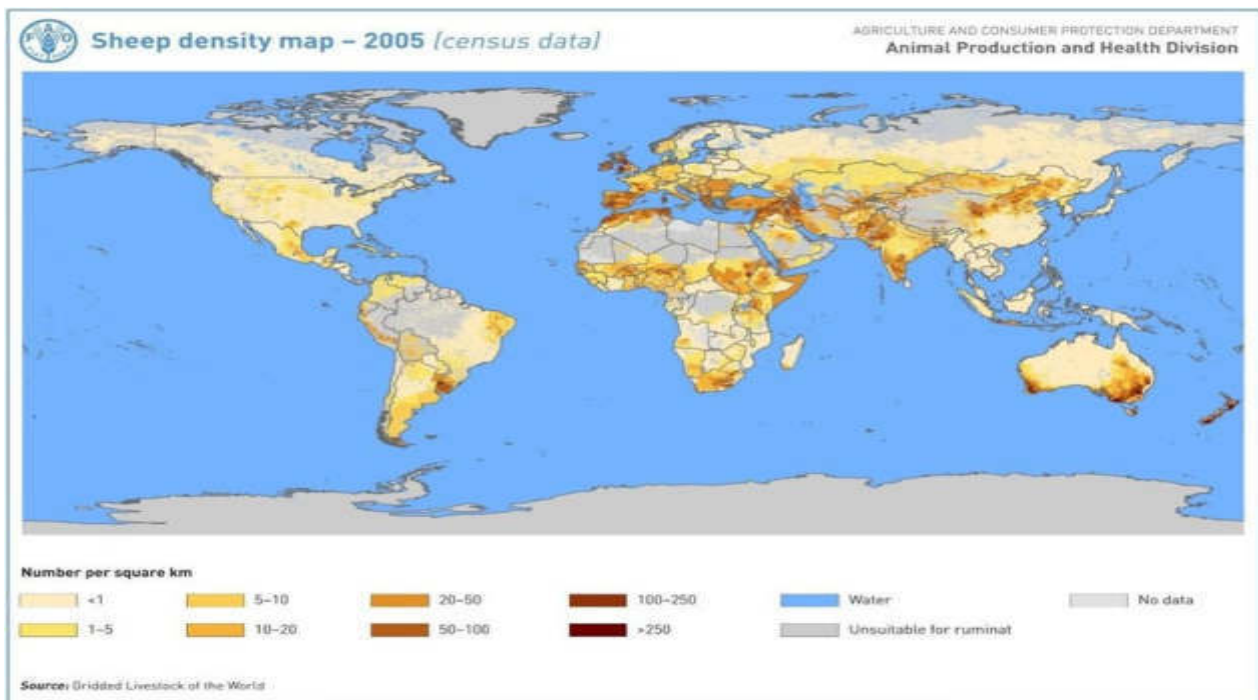 FAO
Sheep density map – 2005 (census data)
AGRICULTURE AND CONSUMER PROTECTION DEPARTMENT
Animal Production and Health Division
Number per square km
<1
5–10
20–50
100–250
Water
No data
1–5
10–20
50–100
>250
Unsuitable for ruminat
Source: Gridded Livestock of the World